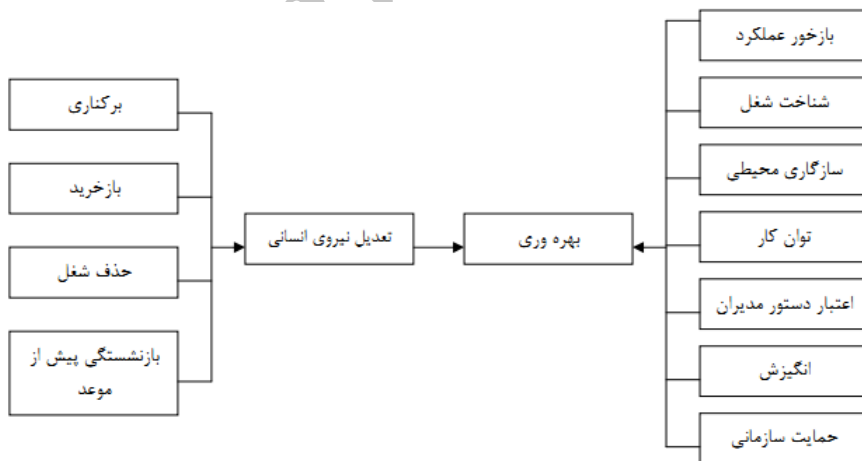 بازخور عملکرد
شناخت شغل
سازگاری محیطی
توان کار
اعتبار دستور مدیران
انگیزش
حمایت سازمانی
بهره وری
تعدیل نیروی انسانی
برکناری
بازخرید
حذف شغل
بازنشستگی پیش از
موعد